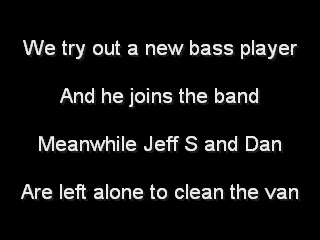 We try out a new bass player
And he joins the band
Meanwhile Jeff S and Dan
Are left alone to clean the van